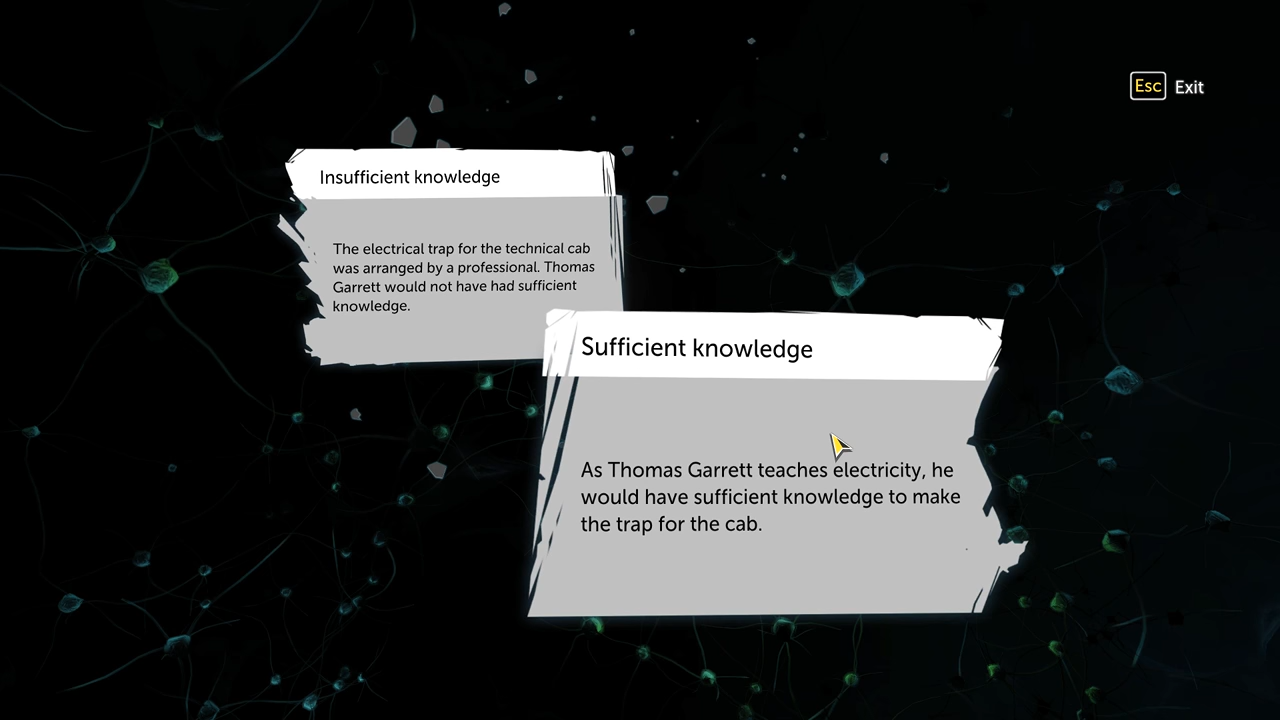 Esc Exit
Insufficient knowledge
The electrical trap for the technical cab
was arranged by a professional. Thomas
Garrett would not have had sufficient
knowledge.
Sufficient knowledge
As Thomas Garrett teaches electricity, he
would have sufficient knowledge to make
the trap for the cab.